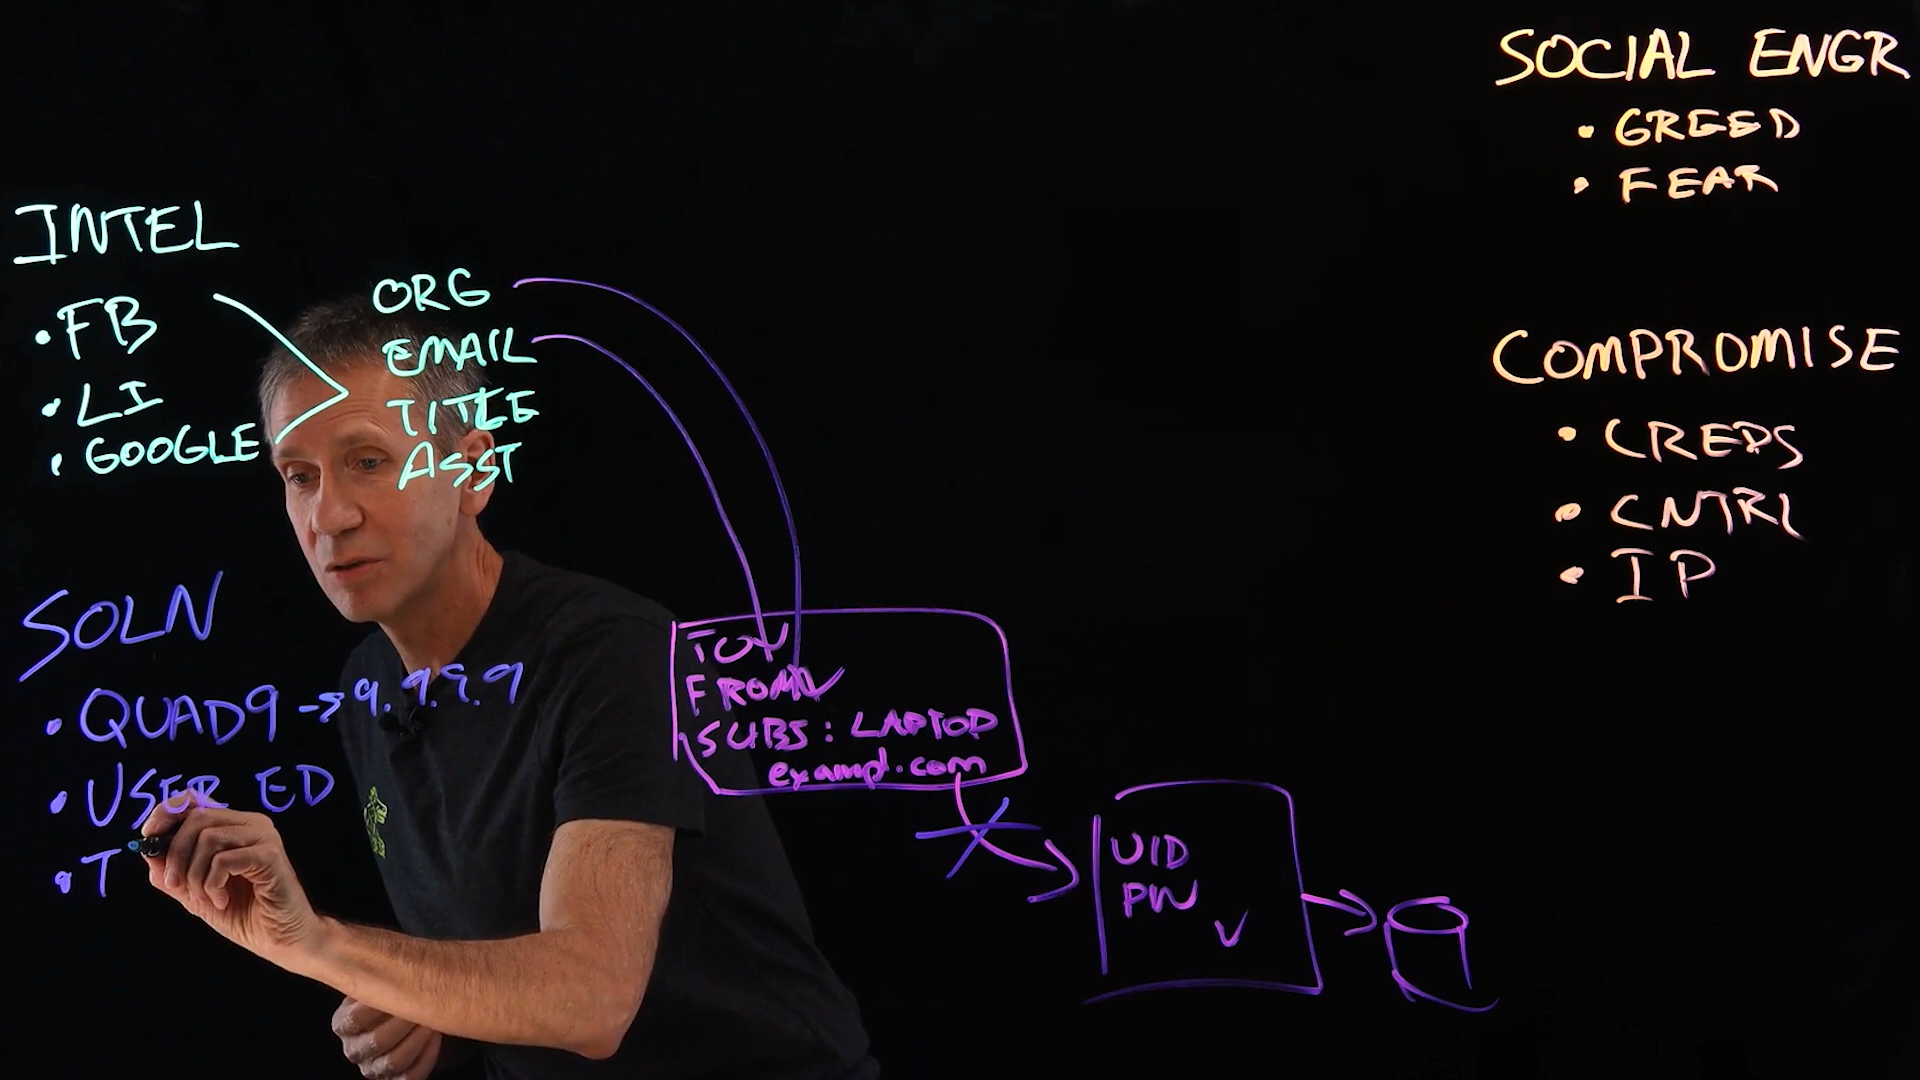 SOCIAL ENGR
• GREED
• FEAR
INTEL
• FB
• LI
• GOOGLE
ORG
EMAIL
TITLE
ASST
COMPROMISE
• CREDS
• CNTRL
• IP
SOLN
• QUAD9 -> 9.9.9.9
• USER ED
• T
TO
FROM
SUBJ: LAPTOP
exampl.com
UID
PW